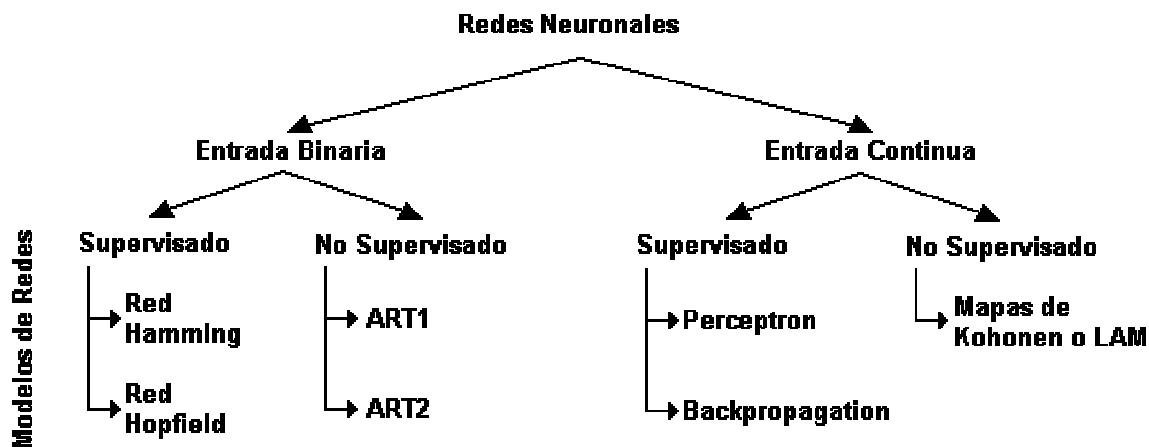 Redes Neuronales
Entrada Binaria
Entrada Continua
Supervisado
No Supervisado
Supervisado
No Supervisado
Modelos de Redes
Red
Hamming
Red
Hopfield
ART1
ART2
Perceptron
Backpropagation
Mapas de
Kohonen o LAM